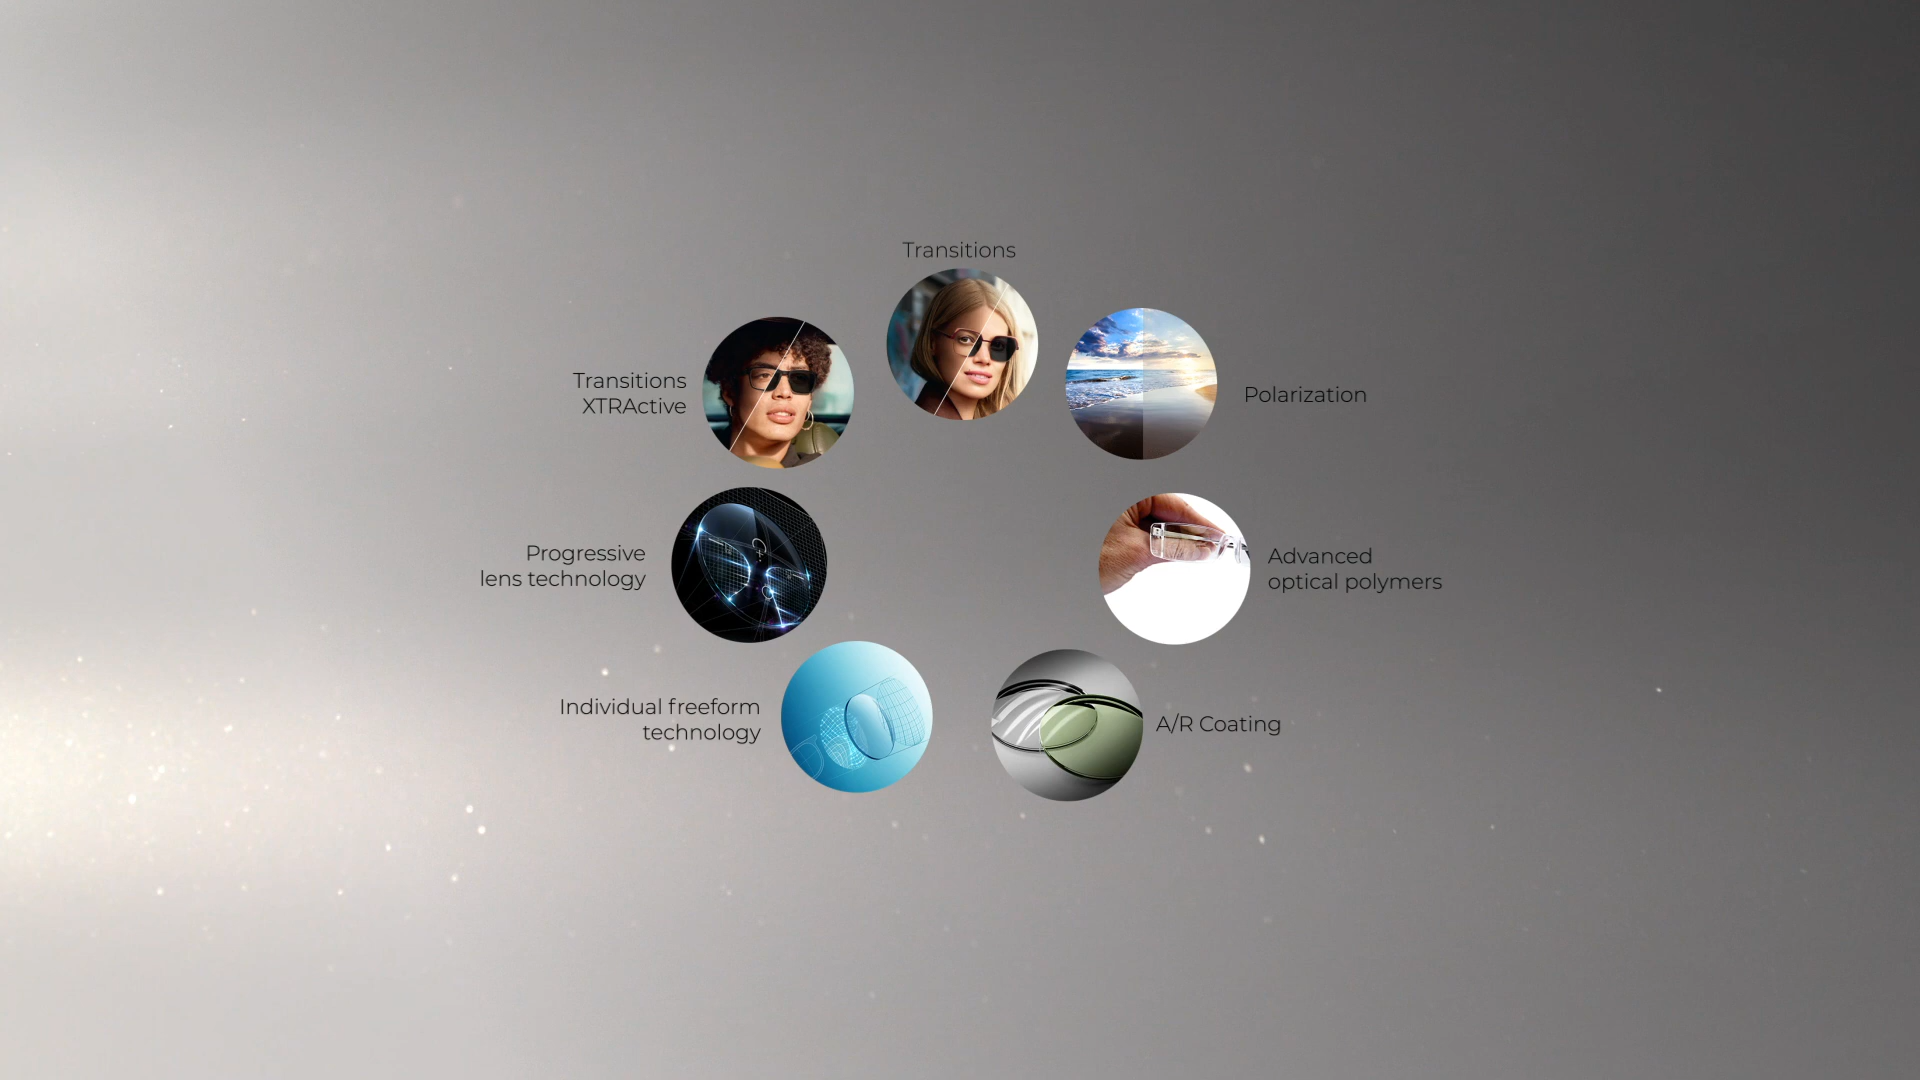 Transitions
Transitions
XTRActive
Polarization
Progressive
lens technology
Advanced
optical polymers
Individual freeform
technology
A/R Coating